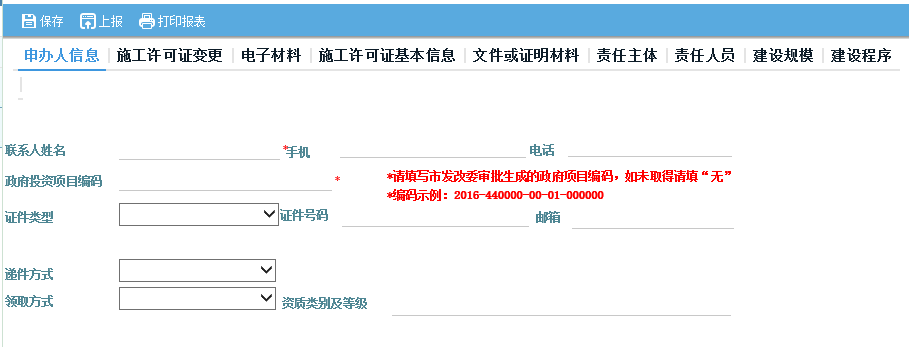 保存 上报 打印报表
申办人信息 施工许可证变更 电子材料 施工许可证基本信息 文件或证明材料 责任主体 责任人员 建设规模 建设程序
联系人姓名 *手机 电话
政府投资项目编码 * *请填写市发改委审批生成的政府项目编码，如未取得请填“无”
*编码示例：2016-440000-00-01-000000
证件类型 证件号码 邮箱
递件方式
领取方式 资质类别及等级